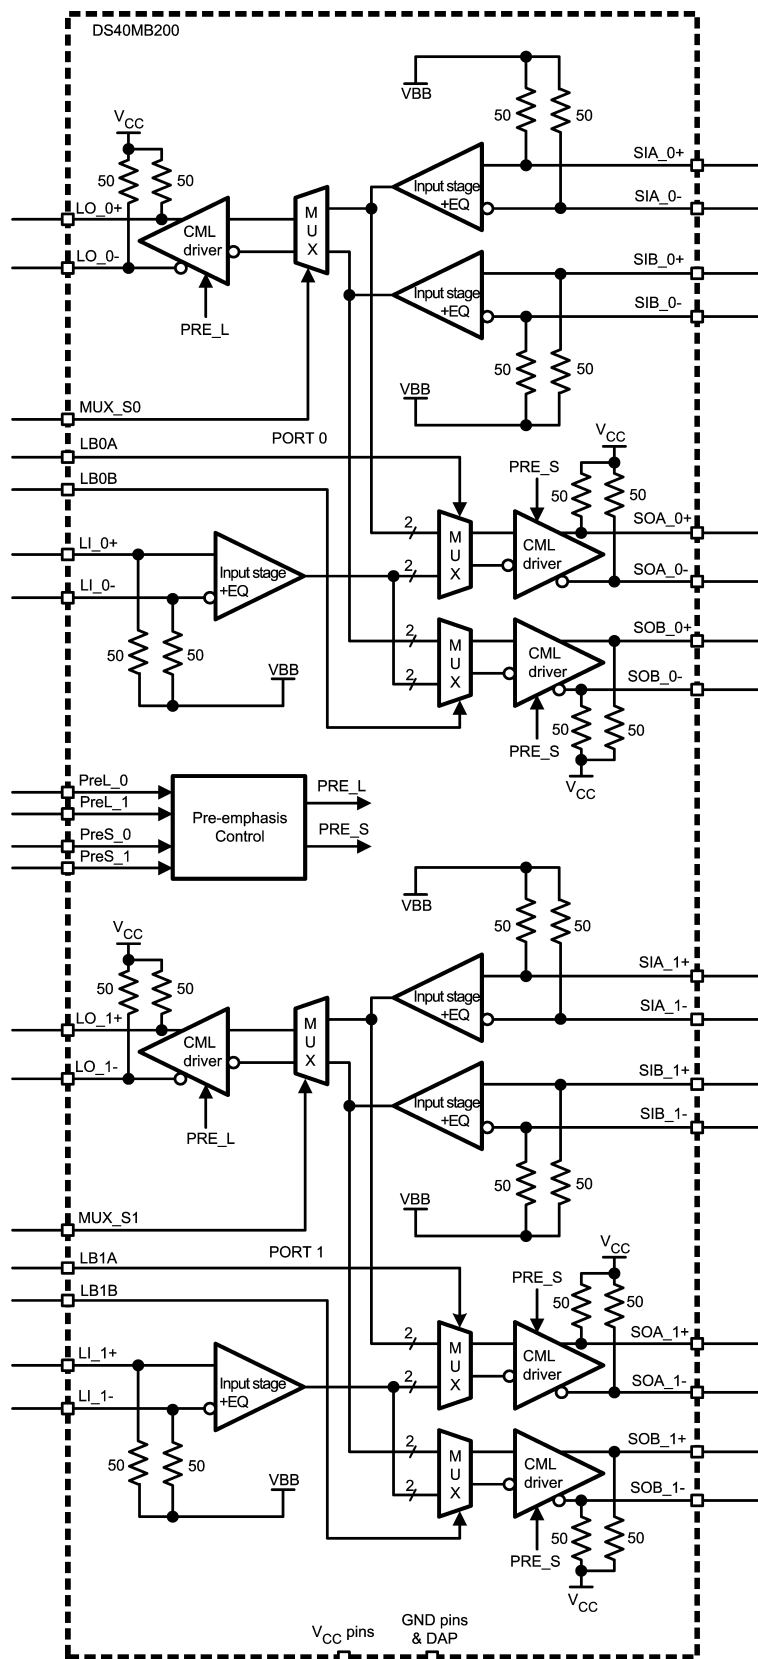 DS40MB200
VBB
50
50
VCC
50
50
SIA_0+
SIA_0-
Input stage
+EQ
LO_0+
LO_0-
CML
driver
MUX
PRE_L
SIB_0+
SIB_0-
Input stage
+EQ
50
50
VBB
MUX_S0
PORT 0
LB0A
LB0B
VCC
PRE_S
50
50
SOA_0+
SOA_0-
2
2
MUX
CML
driver
LI_0+
LI_0-
Input stage
+EQ
50
50
VBB
2
2
MUX
CML
driver
SOB_0+
SOB_0-
PRE_S
50
50
VCC
PreL_0
PreL_1
PreS_0
PreS_1
Pre-emphasis
Control
PRE_L
PRE_S
VBB
50
50
VCC
50
50
SIA_1+
SIA_1-
Input stage
+EQ
LO_1+
LO_1-
CML
driver
MUX
PRE_L
SIB_1+
SIB_1-
Input stage
+EQ
50
50
VBB
MUX_S1
PORT 1
LB1A
LB1B
VCC
PRE_S
50
50
SOA_1+
SOA_1-
2
2
MUX
CML
driver
LI_1+
LI_1-
Input stage
+EQ
50
50
VBB
2
2
MUX
CML
driver
SOB_1+
SOB_1-
PRE_S
50
50
VCC
VCC pins
GND pins
& DAP